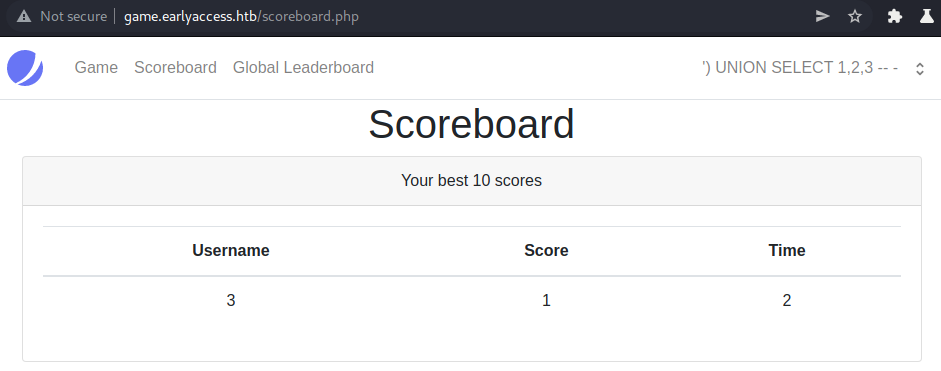 Not secure | game.earlyaccess.htb/scoreboard.php
Game Scoreboard Global Leaderboard ') UNION SELECT 1,2,3 -- -
Scoreboard
Your best 10 scores
Username Score Time
3 1 2